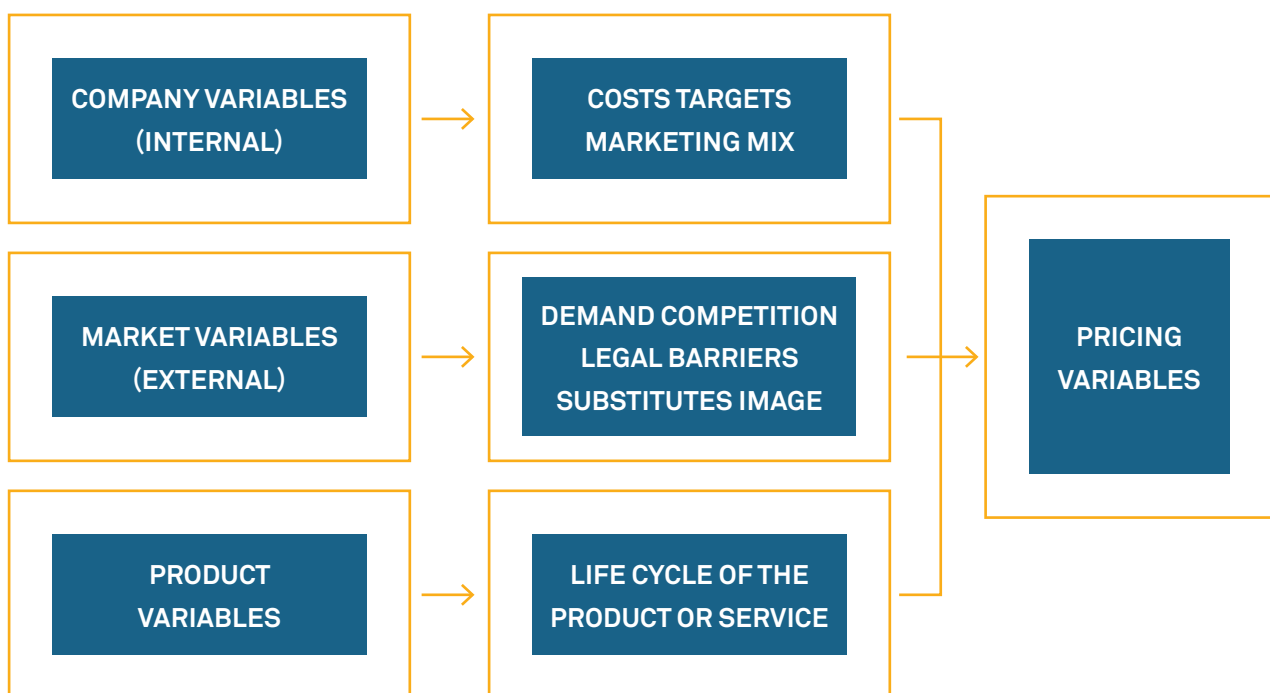 COMPANY VARIABLES
(INTERNAL)
COSTS TARGETS
MARKETING MIX
MARKET VARIABLES
(EXTERNAL)
DEMAND COMPETITION
LEGAL BARRIERS
SUBSTITUTES IMAGE
PRICING
VARIABLES
PRODUCT
VARIABLES
LIFE CYCLE OF THE
PRODUCT OR SERVICE